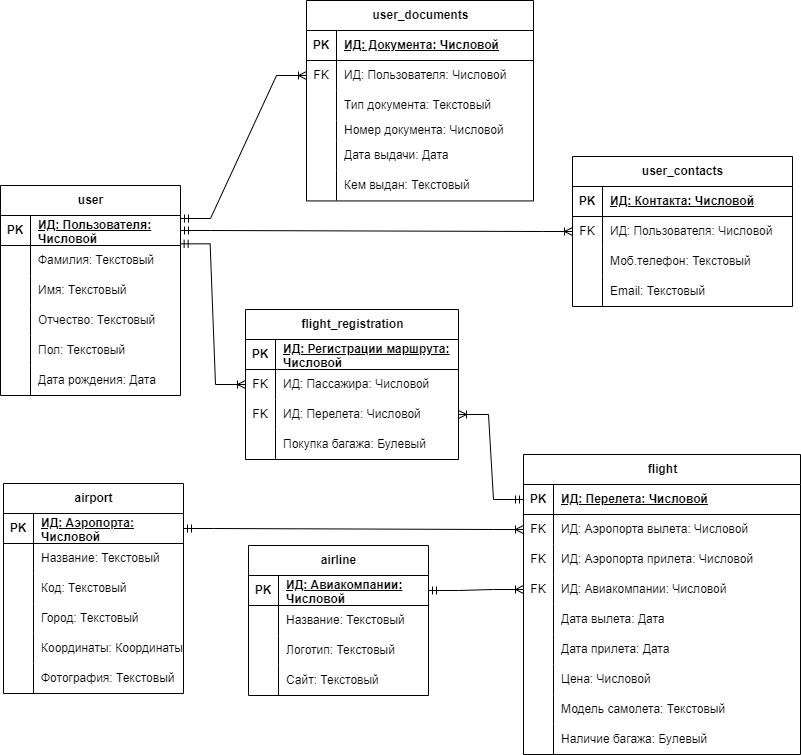 user_documents
PK ИД: Документа: Числовой
FK ИД: Пользователя: Числовой
Тип документа: Текстовый
Номер документа: Числовой
Дата выдачи: Дата
Кем выдан: Текстовый
user_contacts
PK ИД: Контакта: Числовой
FK ИД: Пользователя: Числовой
Моб.телефон: Текстовый
Email: Текстовый
user
PK ИД: Пользователя:
Числовой
Фамилия: Текстовый
Имя: Текстовый
Отчество: Текстовый
Пол: Текстовый
Дата рождения: Дата
flight_registration
PK ИД: Регистрации маршрута:
Числовой
FK ИД: Пассажира: Числовой
FK ИД: Перелета: Числовой
Покупка багажа: Булевый
flight
PK ИД: Перелета: Числовой
FK ИД: Аэропорта вылета: Числовой
FK ИД: Аэропорта прилета: Числовой
FK ИД: Авиакомпании: Числовой
Дата вылета: Дата
Дата прилета: Дата
Цена: Числовой
Модель самолета: Текстовый
Наличие багажа: Булевый
airport
PK ИД: Аэропорта:
Числовой
Название: Текстовый
Код: Текстовый
Город: Текстовый
Координаты: Координаты
Фотография: Текстовый
airline
PK ИД: Авиакомпании:
Числовой
Название: Текстовый
Логотип: Текстовый
Сайт: Текстовый